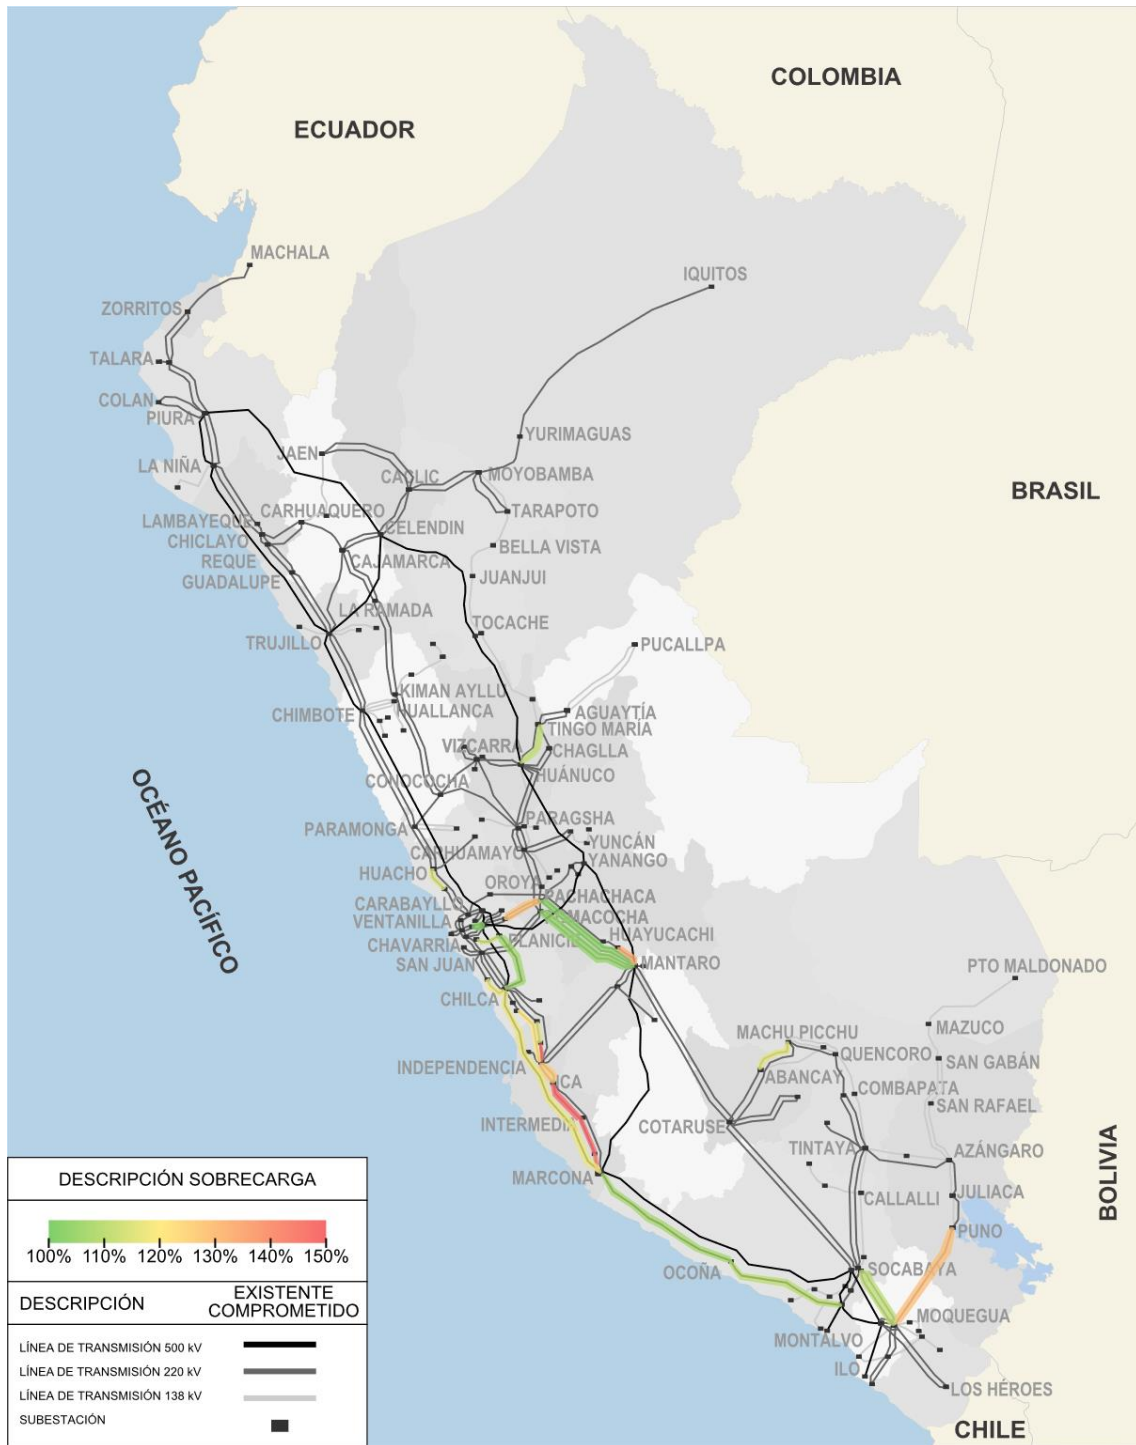 COLOMBIA
ECUADOR
MACHALA
IQUITOS
ZORRITOS
TALARA
COLAN
PIURA
YURIMAGUAS
JAEN
LA NIÑA
CACLIC
MOYOBAMBA
BRASIL
CARHUAQUERO
TARAPOTO
LAMBAYEQUE
CELENDIN
CHICLAYO
BELLA VISTA
REQUE
CAJAMARCA
GUADALUPE
JUANJUI
LA RAMADA
TOCACHE
TRUJILLO
PUCALLPA
KIMAN AYLLU
HUALLANCA
CHIMBOTE
AGUAYTÍA
TINGO MARÍA
VIZCARRA
CHAGLLA
HUÁNUCO
CONOCOCHA
OCÉANO PACÍFICO
PARAGSHA
PARAMONGA
YUNCÁN
CARHUAMAYO
YANANGO
HUACHO
OROYA
PACHACHACA
CARABAYLLO
VENTANILLA
MACOCHA
HUAYUCACHI
CHAVARRIA
PLANICIE
SAN JUAN
MANTARO
PTO MALDONADO
CHILCA
MAZUCO
MACHU PICCHU
QUENCORO
SAN GABÁN
INDEPENDENCIA
ICA
ABANCAY
COMBAPATA
SAN RAFAEL
INTERMEDIA
COTARUSE
TINTAYA
AZÁNGARO
BOLIVIA
MARCONA
CALLALLI
JULIACA
PUNO
OCOÑA
SOCABAYA
MOQUEGUA
MONTALVO
ILO
LOS HÉROES
CHILE
DESCRIPCIÓN SOBRECARGA
100% 110% 120% 130% 140% 150%
DESCRIPCIÓN
EXISTENTE
COMPROMETIDO
LÍNEA DE TRANSMISIÓN 500 kV
LÍNEA DE TRANSMISIÓN 220 kV
LÍNEA DE TRANSMISIÓN 138 kV
SUBESTACIÓN